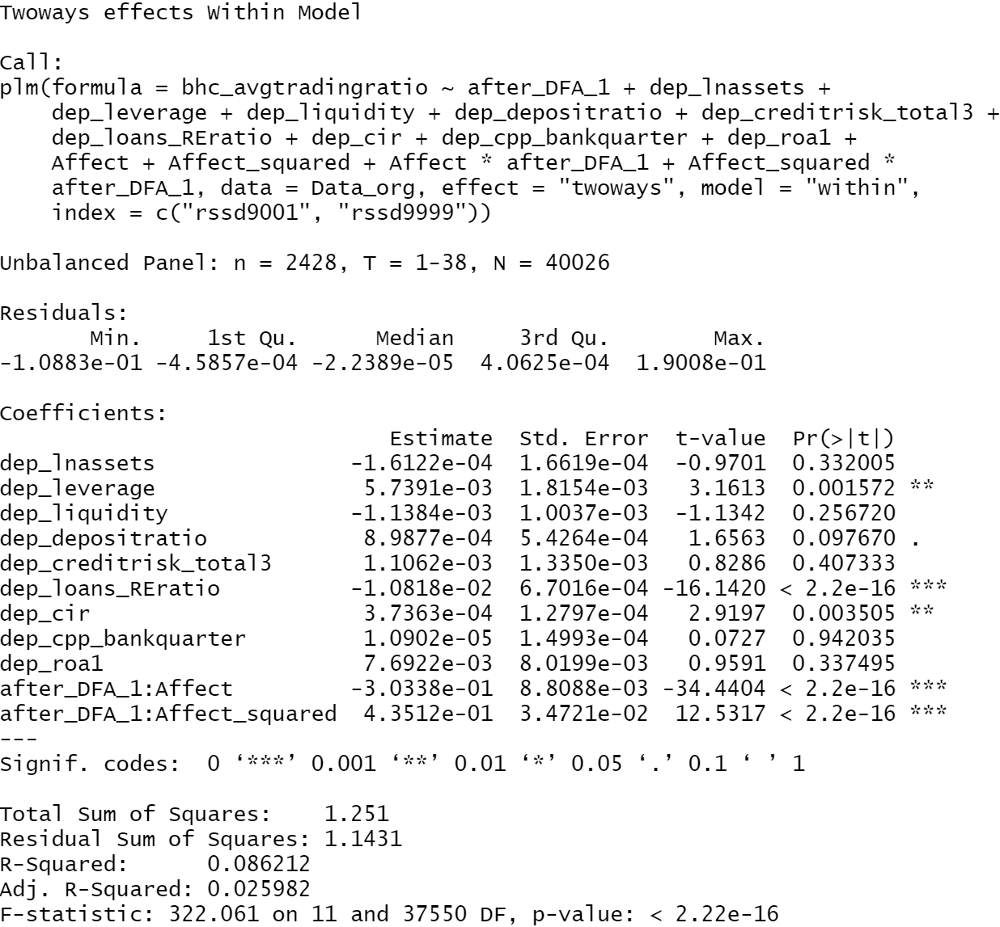 Twoways effects Within Model
Call:
plm(formula = bhc_avgtradingratio ~ after_DFA_1 + dep_lnassets +
dep_leverage + dep_liquidity + dep_depositratio + dep_creditrisk_total3 +
dep_loans_REratio + dep_cir + dep_cpp_bankquarter + dep_roa1 +
Affect + Affect_squared + Affect * after_DFA_1 + Affect_squared *
after_DFA_1, data = Data_org, effect = "twoways", model = "within",
index = c("rssd9001", "rssd9999"))
Unbalanced Panel: n = 2428, T = 1-38, N = 40026
Residuals:
Min. 1st Qu. Median 3rd Qu. Max.
-1.0883e-01 -4.5857e-04 -2.2389e-05 4.0625e-04 1.9008e-01
Coefficients:
Estimate Std. Error t-value Pr(>|t|)
dep_lnassets -1.6122e-04 1.6619e-04 -0.9701 0.332005
dep_leverage 5.7391e-03 1.8154e-03 3.1613 0.001572 **
dep_liquidity -1.1384e-03 1.0037e-03 -1.1342 0.256720
dep_depositratio 8.9877e-04 5.4264e-04 1.6563 0.097670 .
dep_creditrisk_total3 1.1062e-03 1.3350e-03 0.8286 0.407333
dep_loans_REratio -1.0818e-02 6.7016e-04 -16.1420 < 2.2e-16 ***
dep_cir 3.7363e-04 1.2797e-04 2.9197 0.003505 **
dep_cpp_bankquarter 1.0902e-05 1.4993e-04 0.0727 0.942035
dep_roa1 7.6922e-03 8.0199e-03 0.9591 0.337495
after_DFA_1:Affect -3.0338e-01 8.8088e-03 -34.4404 < 2.2e-16 ***
after_DFA_1:Affect_squared 4.3512e-01 3.4721e-02 12.5317 < 2.2e-16 ***
---
Signif. codes: 0 ‘***’ 0.001 ‘**’ 0.01 ‘*’ 0.05 ‘.’ 0.1 ‘ ’ 1
Total Sum of Squares: 1.251
Residual Sum of Squares: 1.1431
R-Squared: 0.086212
Adj. R-Squared: 0.025982
F-statistic: 322.061 on 11 and 37550 DF, p-value: < 2.22e-16